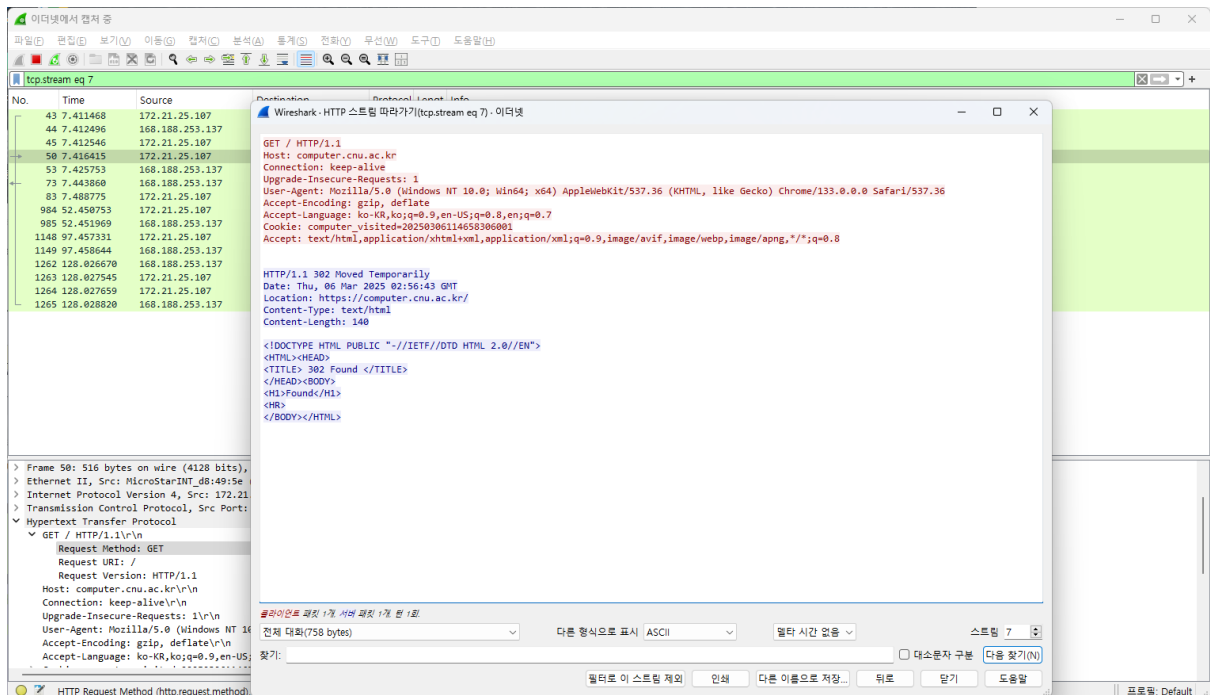 이더넷에서 캡처 중
파일(F) 편집(E) 보기(V) 이동(G) 캡처(C) 분석(A) 통계(S) 전화(Y) 무선(W) 도구(T) 도움말(H)
tcp.stream eq 7
No. Time Source Destination Protocol Lengt Info
43 7.411468 172.21.25.107
44 7.412496 168.188.253.137
45 7.412546 172.21.25.107
50 7.416415 172.21.25.107
53 7.425753 168.188.253.137
73 7.443860 168.188.253.137
83 7.488775 172.21.25.107
984 52.450753 172.21.25.107
985 52.451969 168.188.253.137
1148 97.457331 172.21.25.107
1149 97.458644 168.188.253.137
1262 128.026670 168.188.253.137
1263 128.027545 172.21.25.107
1264 128.027659 172.21.25.107
1265 128.028820 168.188.253.137
Wireshark · HTTP 스트림 따라가기(tcp.stream eq 7) · 이더넷
GET / HTTP/1.1
Host: computer.cnu.ac.kr
Connection: keep-alive
Upgrade-Insecure-Requests: 1
User-Agent: Mozilla/5.0 (Windows NT 10.0; Win64; x64) AppleWebKit/537.36 (KHTML, like Gecko) Chrome/133.0.0.0 Safari/537.36
Accept-Encoding: gzip, deflate
Accept-Language: ko-KR,ko;q=0.9,en-US;q=0.8,en;q=0.7
Cookie: computer_visited=20250306114658306001
Accept: text/html,application/xhtml+xml,application/xml;q=0.9,image/avif,image/webp,image/apng,*/*;q=0.8
HTTP/1.1 302 Moved Temporarily
Date: Thu, 06 Mar 2025 02:56:43 GMT
Location: https://computer.cnu.ac.kr/
Content-Type: text/html
Content-Length: 140
<!DOCTYPE HTML PUBLIC "-//IETF//DTD HTML 2.0//EN">
<HTML><HEAD>
<TITLE> 302 Found </TITLE>
</HEAD><BODY>
<H1>Found</H1>
<HR>
</BODY></HTML>
Frame 50: 516 bytes on wire (4128 bits),
Ethernet II, Src: MicroStarINT_d8:49:5e
Internet Protocol Version 4, Src: 172.21
Transmission Control Protocol, Src Port:
Hypertext Transfer Protocol
GET / HTTP/1.1\r\n
Request Method: GET
Request URI: /
Request Version: HTTP/1.1
Host: computer.cnu.ac.kr\r\n
Connection: keep-alive\r\n
Upgrade-Insecure-Requests: 1\r\n
User-Agent: Mozilla/5.0 (Windows NT 10
Accept-Encoding: gzip, deflate\r\n
Accept-Language: ko-KR,ko;q=0.9,en-US;
클라이언트 패킷 1개, 서버 패킷 1개, 턴 1회.
전체 대화(758 bytes) 다른 형식으로 표시 ASCII 델타 시간 없음 스트림 7
찾기: 대소문자 구분 다음 찾기(N)
필터로 이 스트림 제외 인쇄 다른 이름으로 저장... 뒤로 닫기 도움말
HTTP Request Method (http.request.method) 프로필: Default